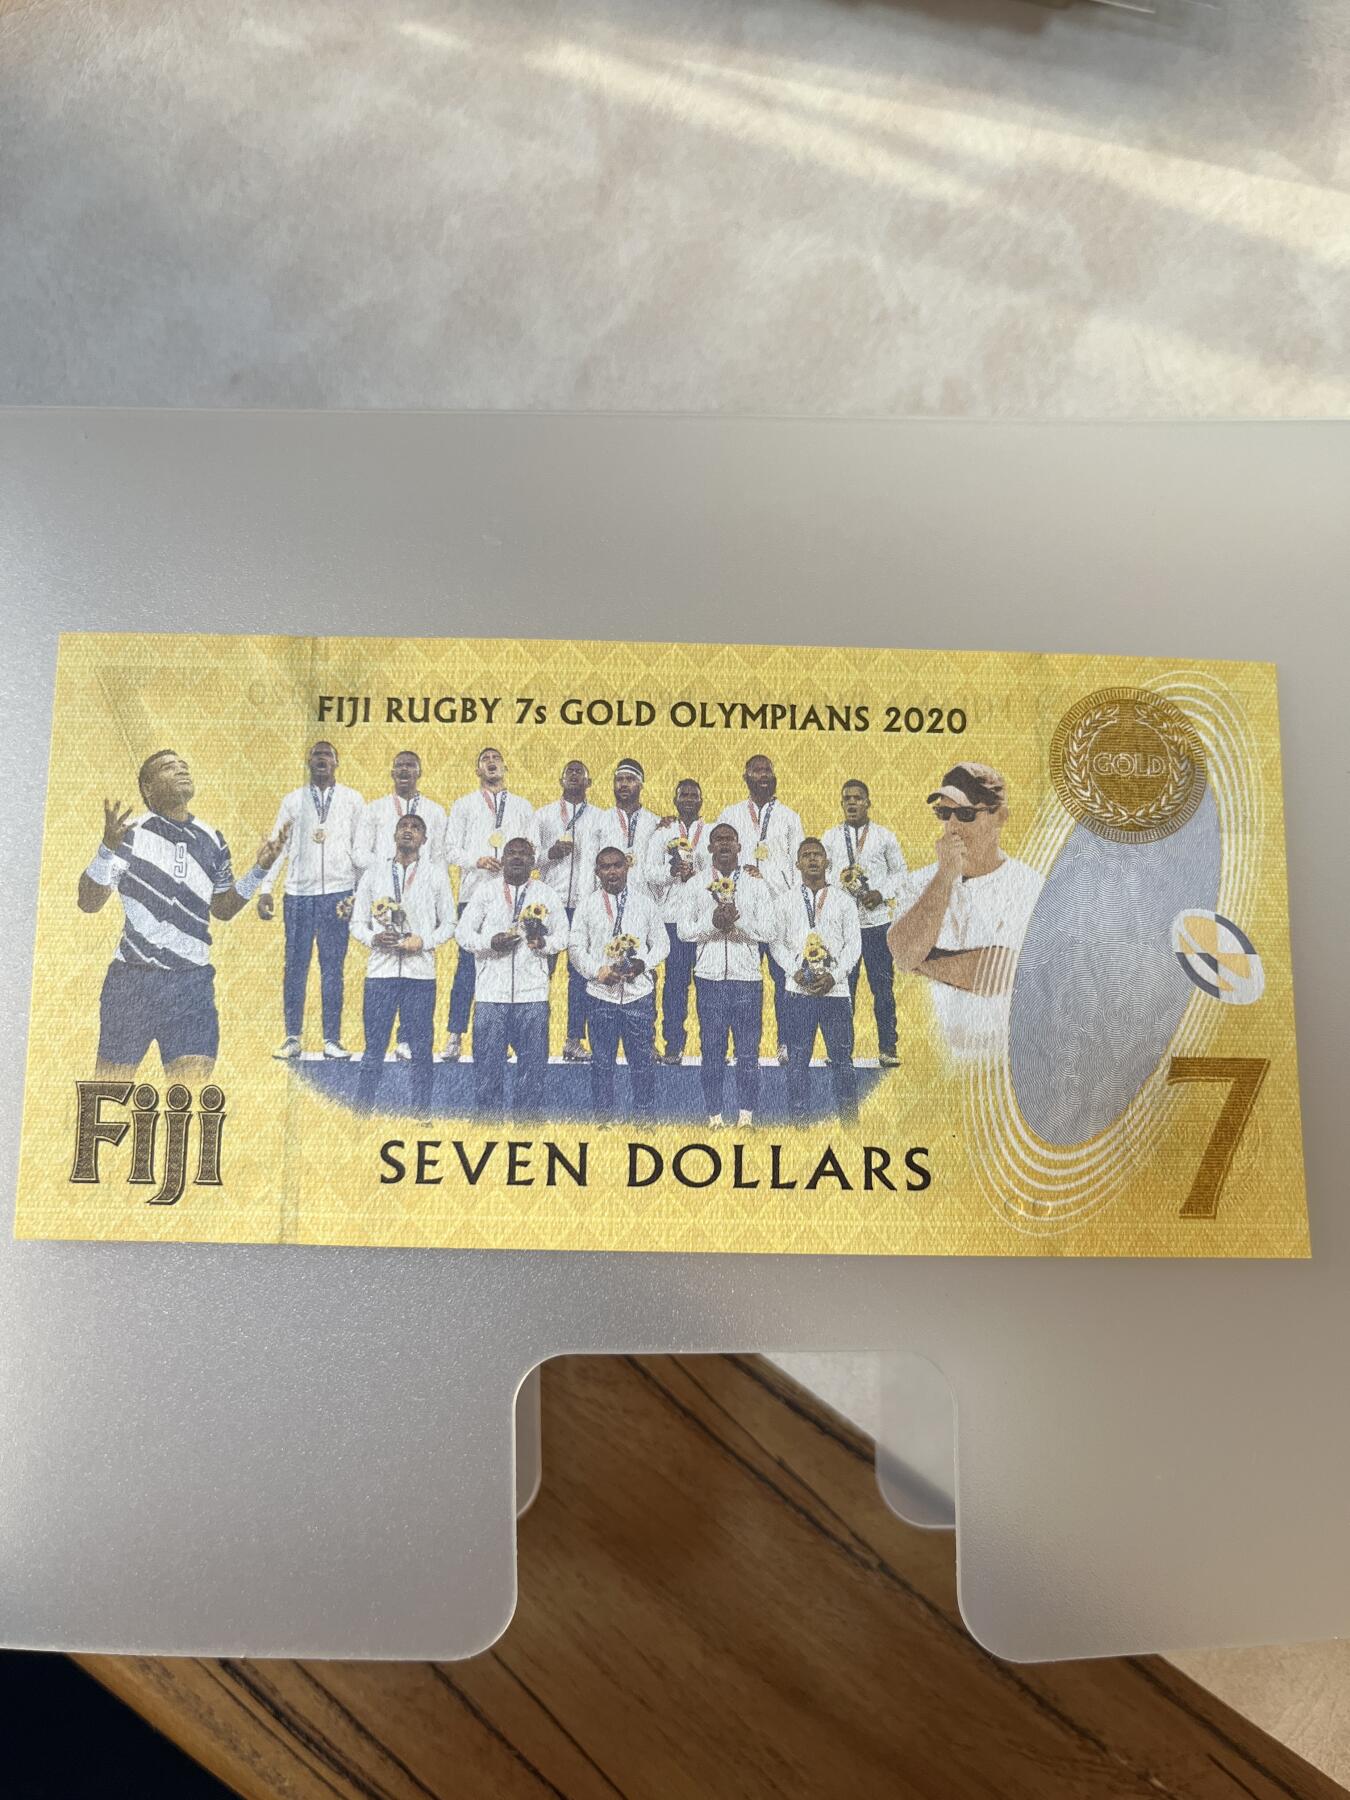 FIJI RUGBY 7s GOLD OLYMPIANS 2020
GOLD
9
Fiji
SEVEN DOLLARS
7